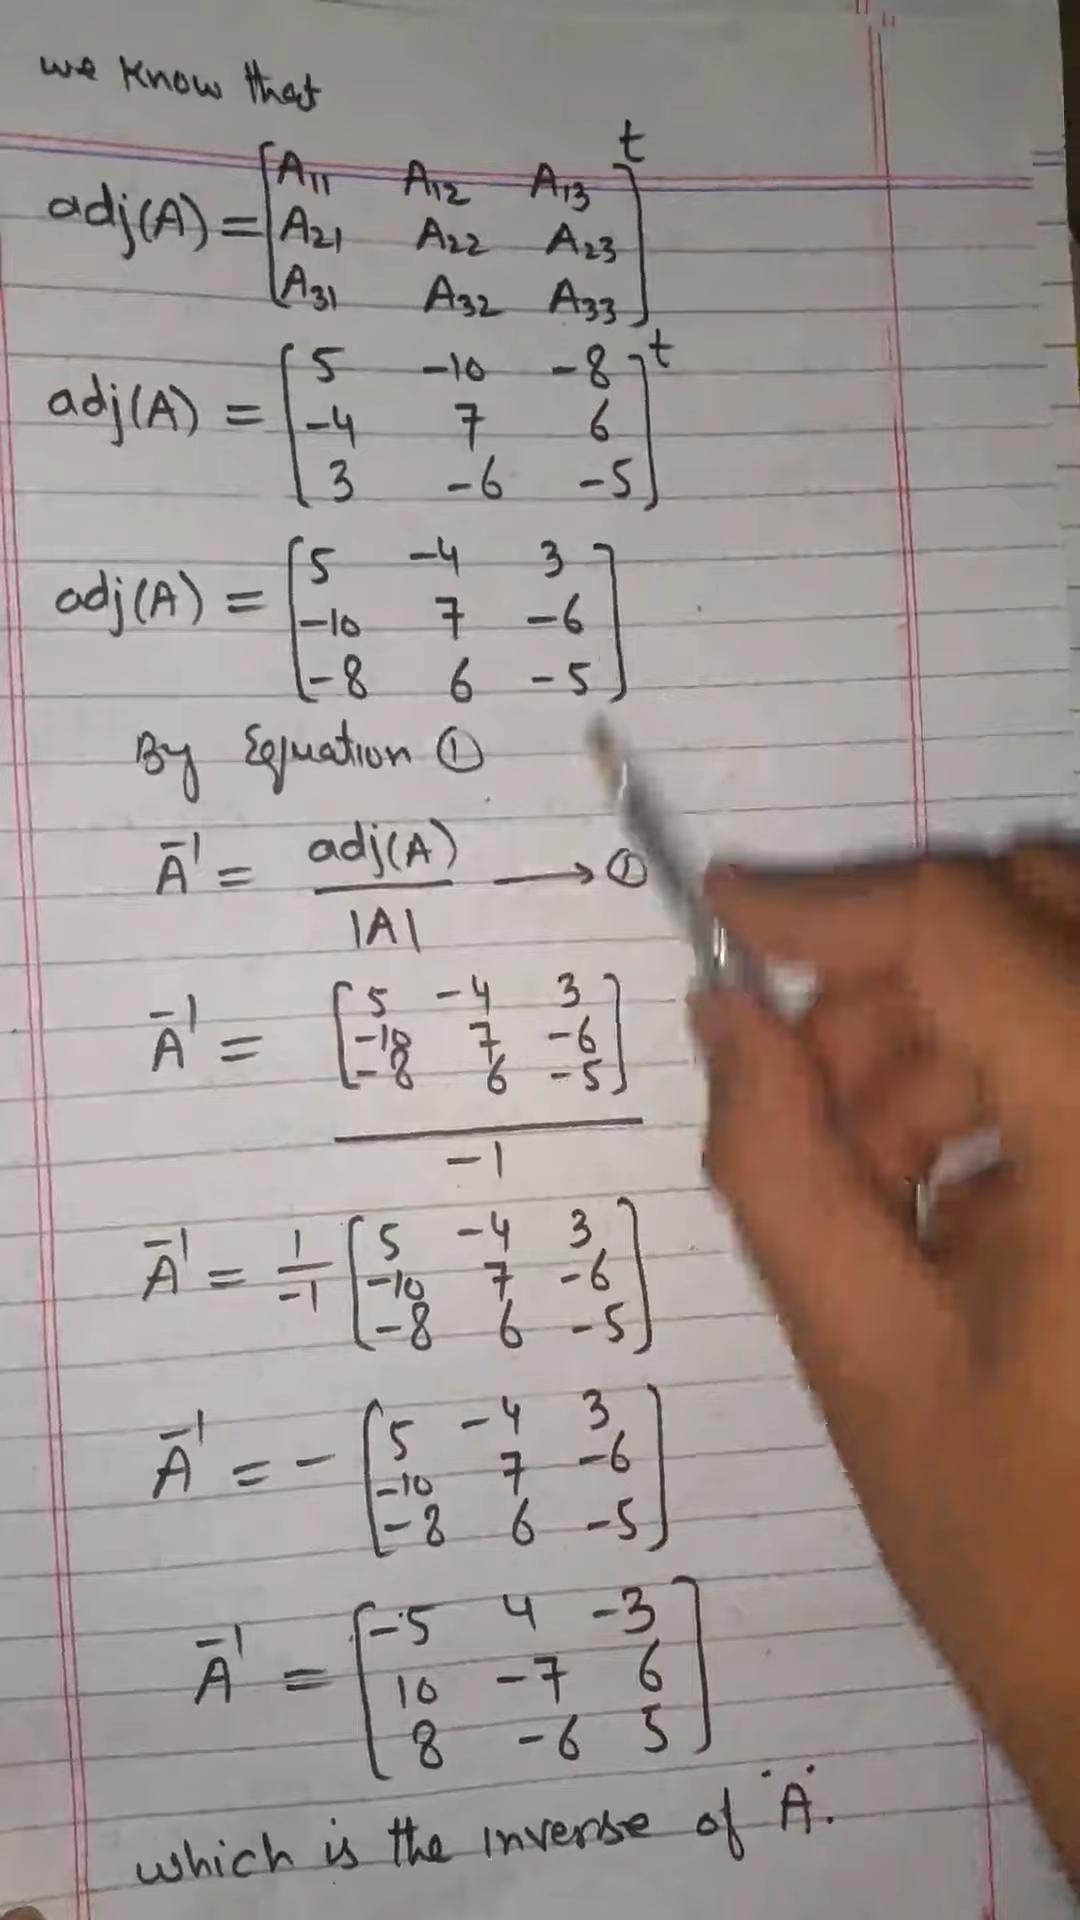 we know that
adj(A) = [A₁₁ A₁₂ A₁₃
A₂₁ A₂₂ A₂₃
A₃₁ A₃₂ A₃₃]ᵗ
adj(A) = [5 -10 -8
-4 7 6
3 -6 -5]ᵗ
adj(A) = [5 -4 3
-10 7 -6
-8 6 -5]
By Equation ①
A⁻¹ = adj(A) / |A| → ①
A⁻¹ = [5 -4 3
-10 7 -6
-8 6 -5]
-1
A⁻¹ = 1/-1 [5 -4 3
-10 7 -6
-8 6 -5]
A⁻¹ = - [5 -4 3
-10 7 -6
-8 6 -5]
A⁻¹ = [-5 4 -3
10 -7 6
8 -6 5]
which is the inverse of 'A'.